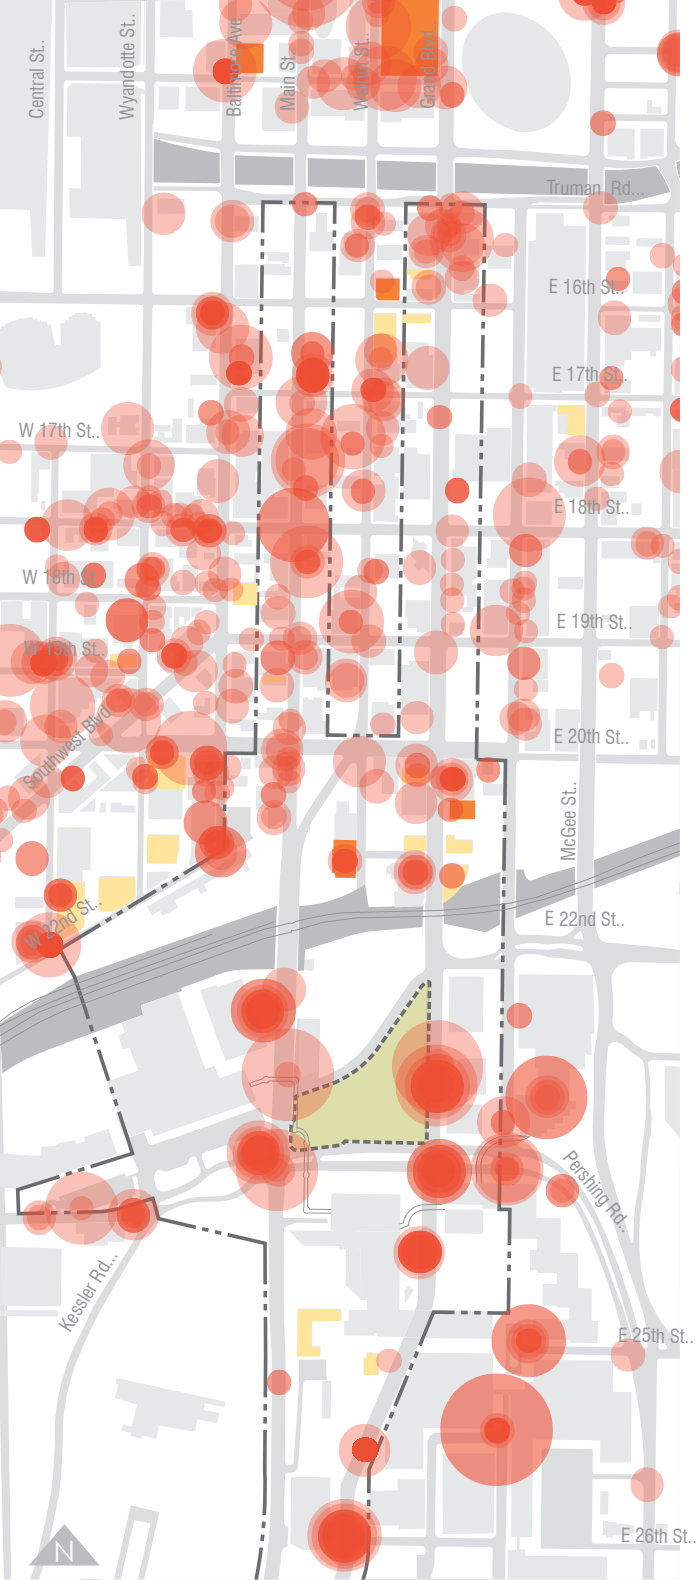 Central St..
Wyandotte St..
Baltimore Ave
Main St.
Walnut St..
Grand Blvd
Truman Rd...
E 16th St..
E 17th St..
W 17th St..
E 18th St..
W 18th St..
E 19th St..
W 19th St..
Southwest Blvd
E 20th St..
McGee St..
W 22nd St..
E 22nd St..
Pershing Rd...
Kessler Rd...
E 25th St..
E 26th St..
N